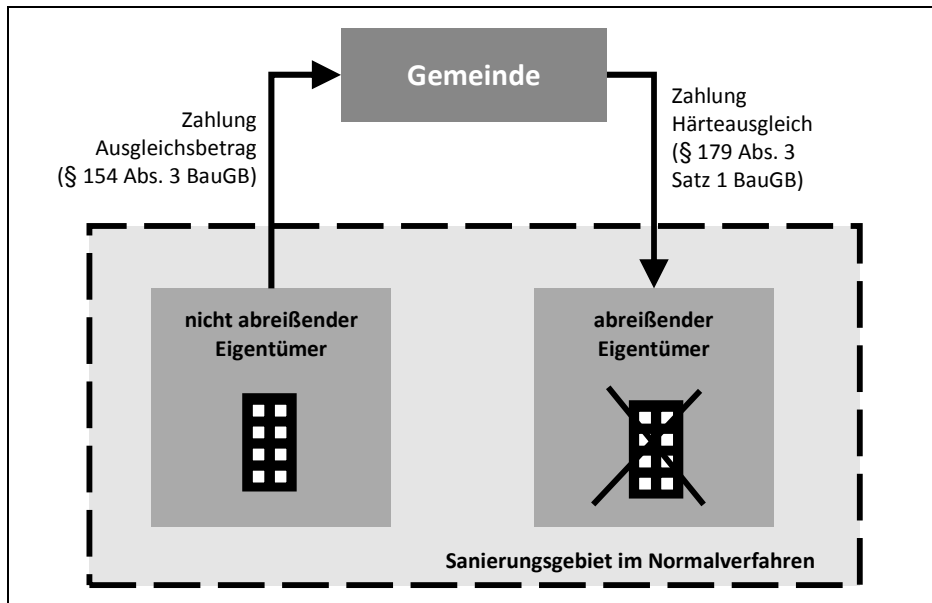 Gemeinde
Zahlung
Ausgleichsbetrag
(§ 154 Abs. 3 BauGB)
Zahlung
Härteausgleich
(§ 179 Abs. 3
Satz 1 BauGB)
nicht abreißender
Eigentümer
abreißender
Eigentümer
Sanierungsgebiet im Normalverfahren